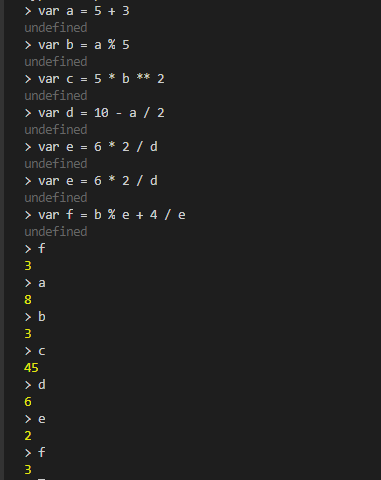 > var a = 5 + 3
undefined
> var b = a % 5
undefined
> var c = 5 * b ** 2
undefined
> var d = 10 - a / 2
undefined
> var e = 6 * 2 / d
undefined
> var e = 6 * 2 / d
undefined
> var f = b % e + 4 / e
undefined
> f
3
> a
8
> b
3
> c
45
> d
6
> e
2
> f
3